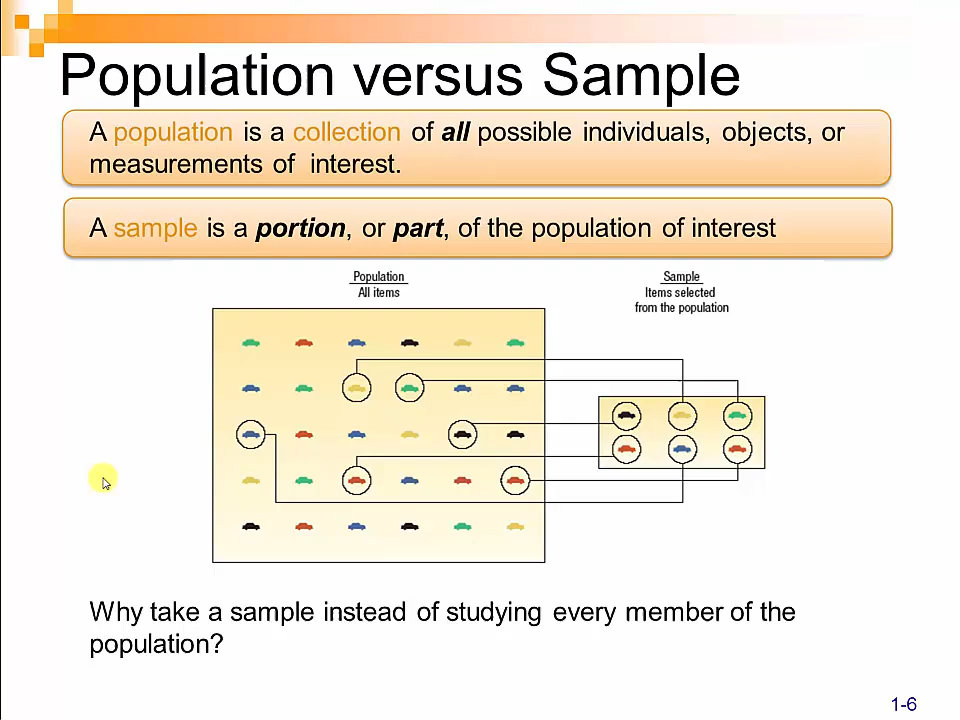 Population versus Sample
A population is a collection of all possible individuals, objects, or
measurements of interest.
A sample is a portion, or part, of the population of interest
Population
All items
Sample
Items selected
from the population
Why take a sample instead of studying every member of the
population?
1-6